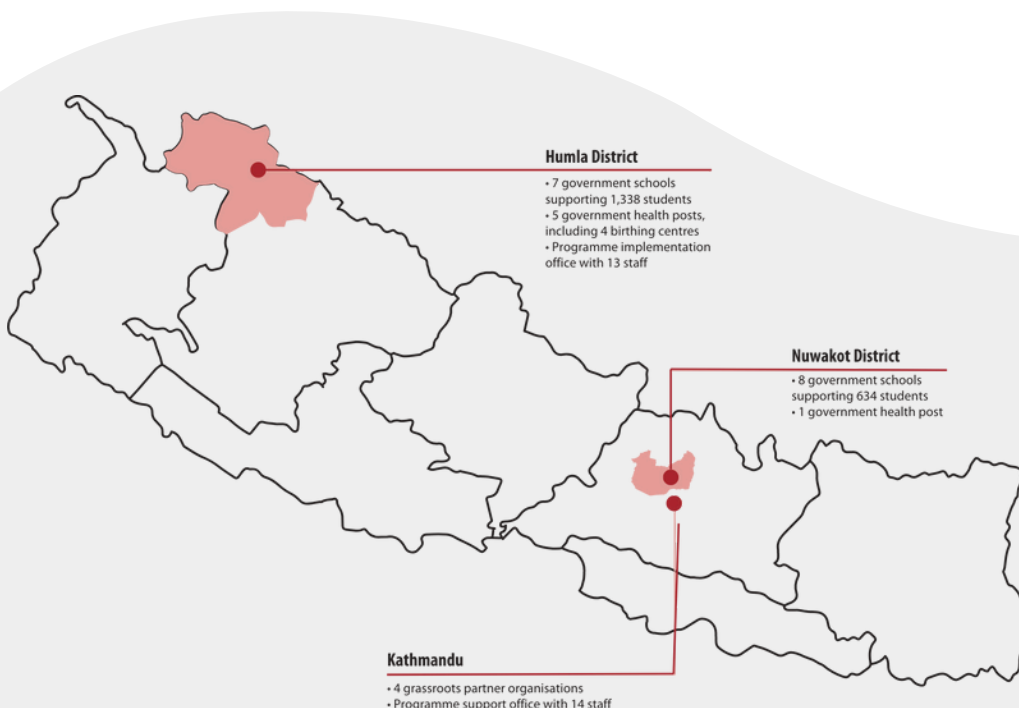 Humla District
• 7 government schools
supporting 1,338 students
• 5 government health posts,
including 4 birthing centres
• Programme implementation
office with 13 staff
Nuwakot District
• 8 government schools
supporting 634 students
• 1 government health post
Kathmandu
• 4 grassroots partner organisations
• Programme support office with 14 staff